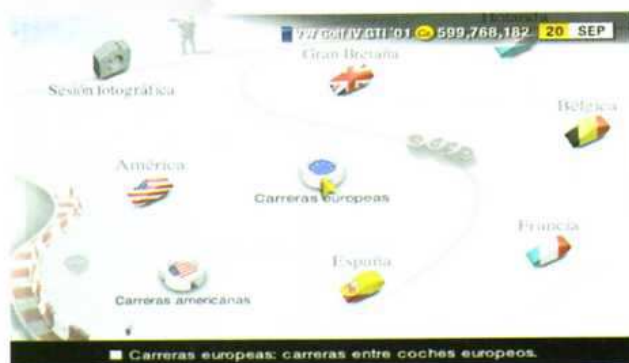 Holanda
VW Golf IV GTI '01 Cr 599,768,182 20 SEP
Gran Bretaña
Sesión fotográfica
Bélgica
América
Carreras europeas
Francia
España
Carreras americanas
■ Carreras europeas: carreras entre coches europeos.